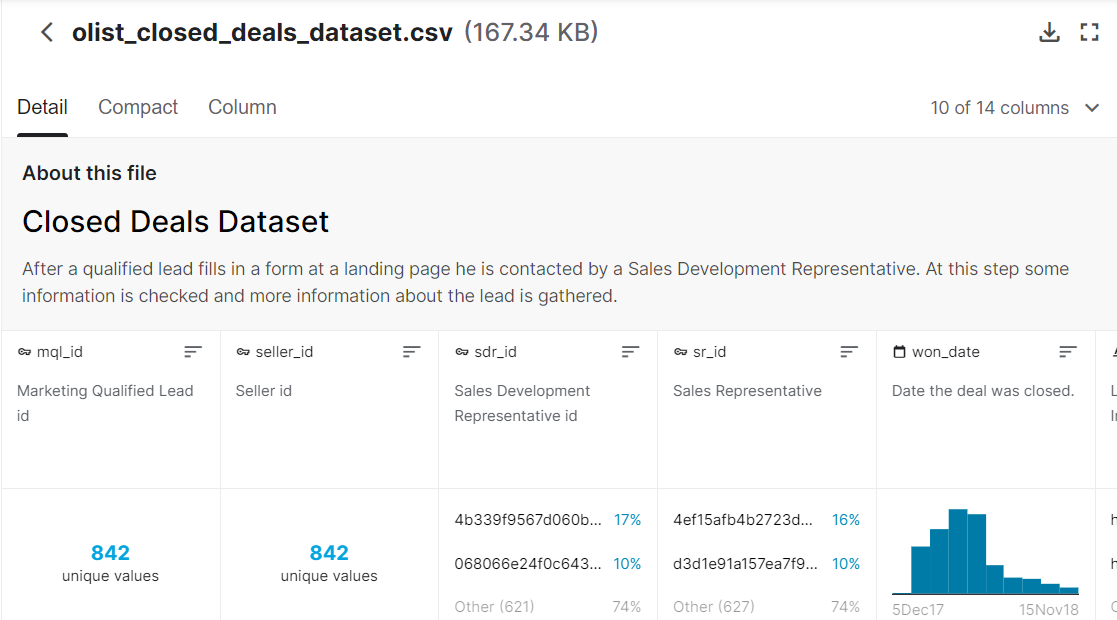 olist_closed_deals_dataset.csv (167.34 KB)
Detail Compact Column 10 of 14 columns
About this file
Closed Deals Dataset
After a qualified lead fills in a form at a landing page he is contacted by a Sales Development Representative. At this step some
information is checked and more information about the lead is gathered.
mql_id seller_id sdr_id sr_id won_date
Marketing Qualified Lead Seller id Sales Development Sales Representative Date the deal was closed.
id Representative id
4b339f9567d060b... 17% 4ef15afb4b2723d... 16%
842 842
068066e24f0c643... 10% d3d1e91a157ea7f9... 10%
unique values unique values
Other (621) 74% Other (627) 74% 5Dec17 15Nov18